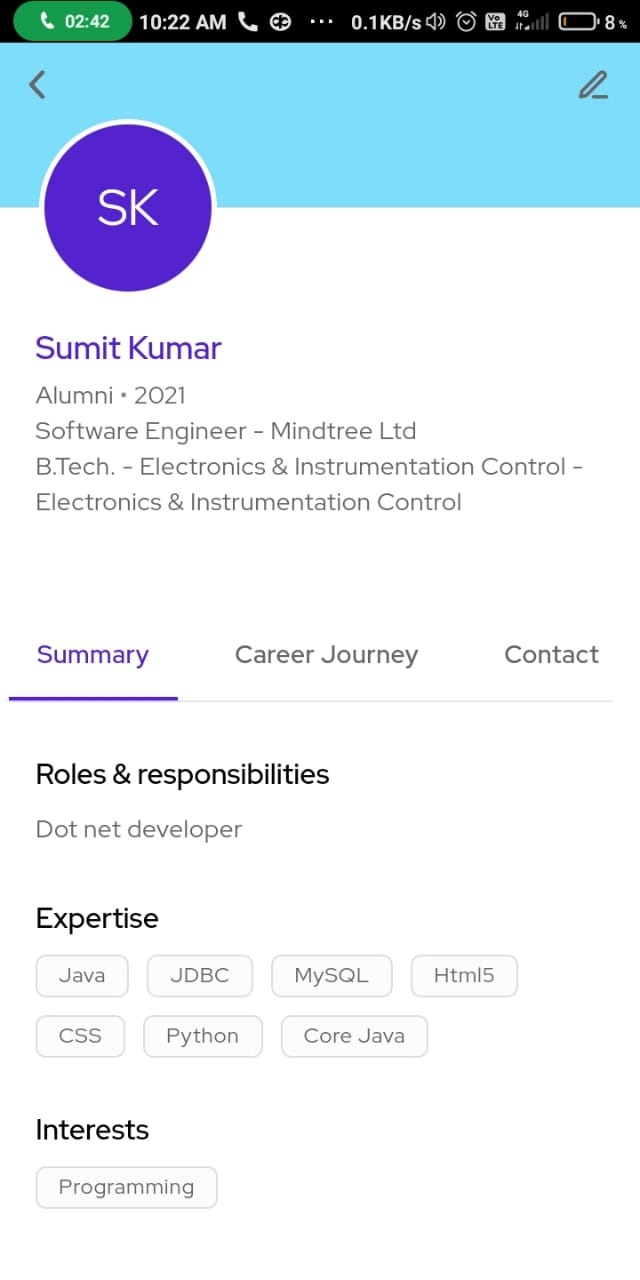 02:42 10:22 AM ... 0.1KB/s Vo LTE 4G 8%
SK
Sumit Kumar
Alumni • 2021
Software Engineer - Mindtree Ltd
B.Tech. - Electronics & Instrumentation Control -
Electronics & Instrumentation Control
Summary Career Journey Contact
Roles & responsibilities
Dot net developer
Expertise
Java JDBC MySQL Html5
CSS Python Core Java
Interests
Programming